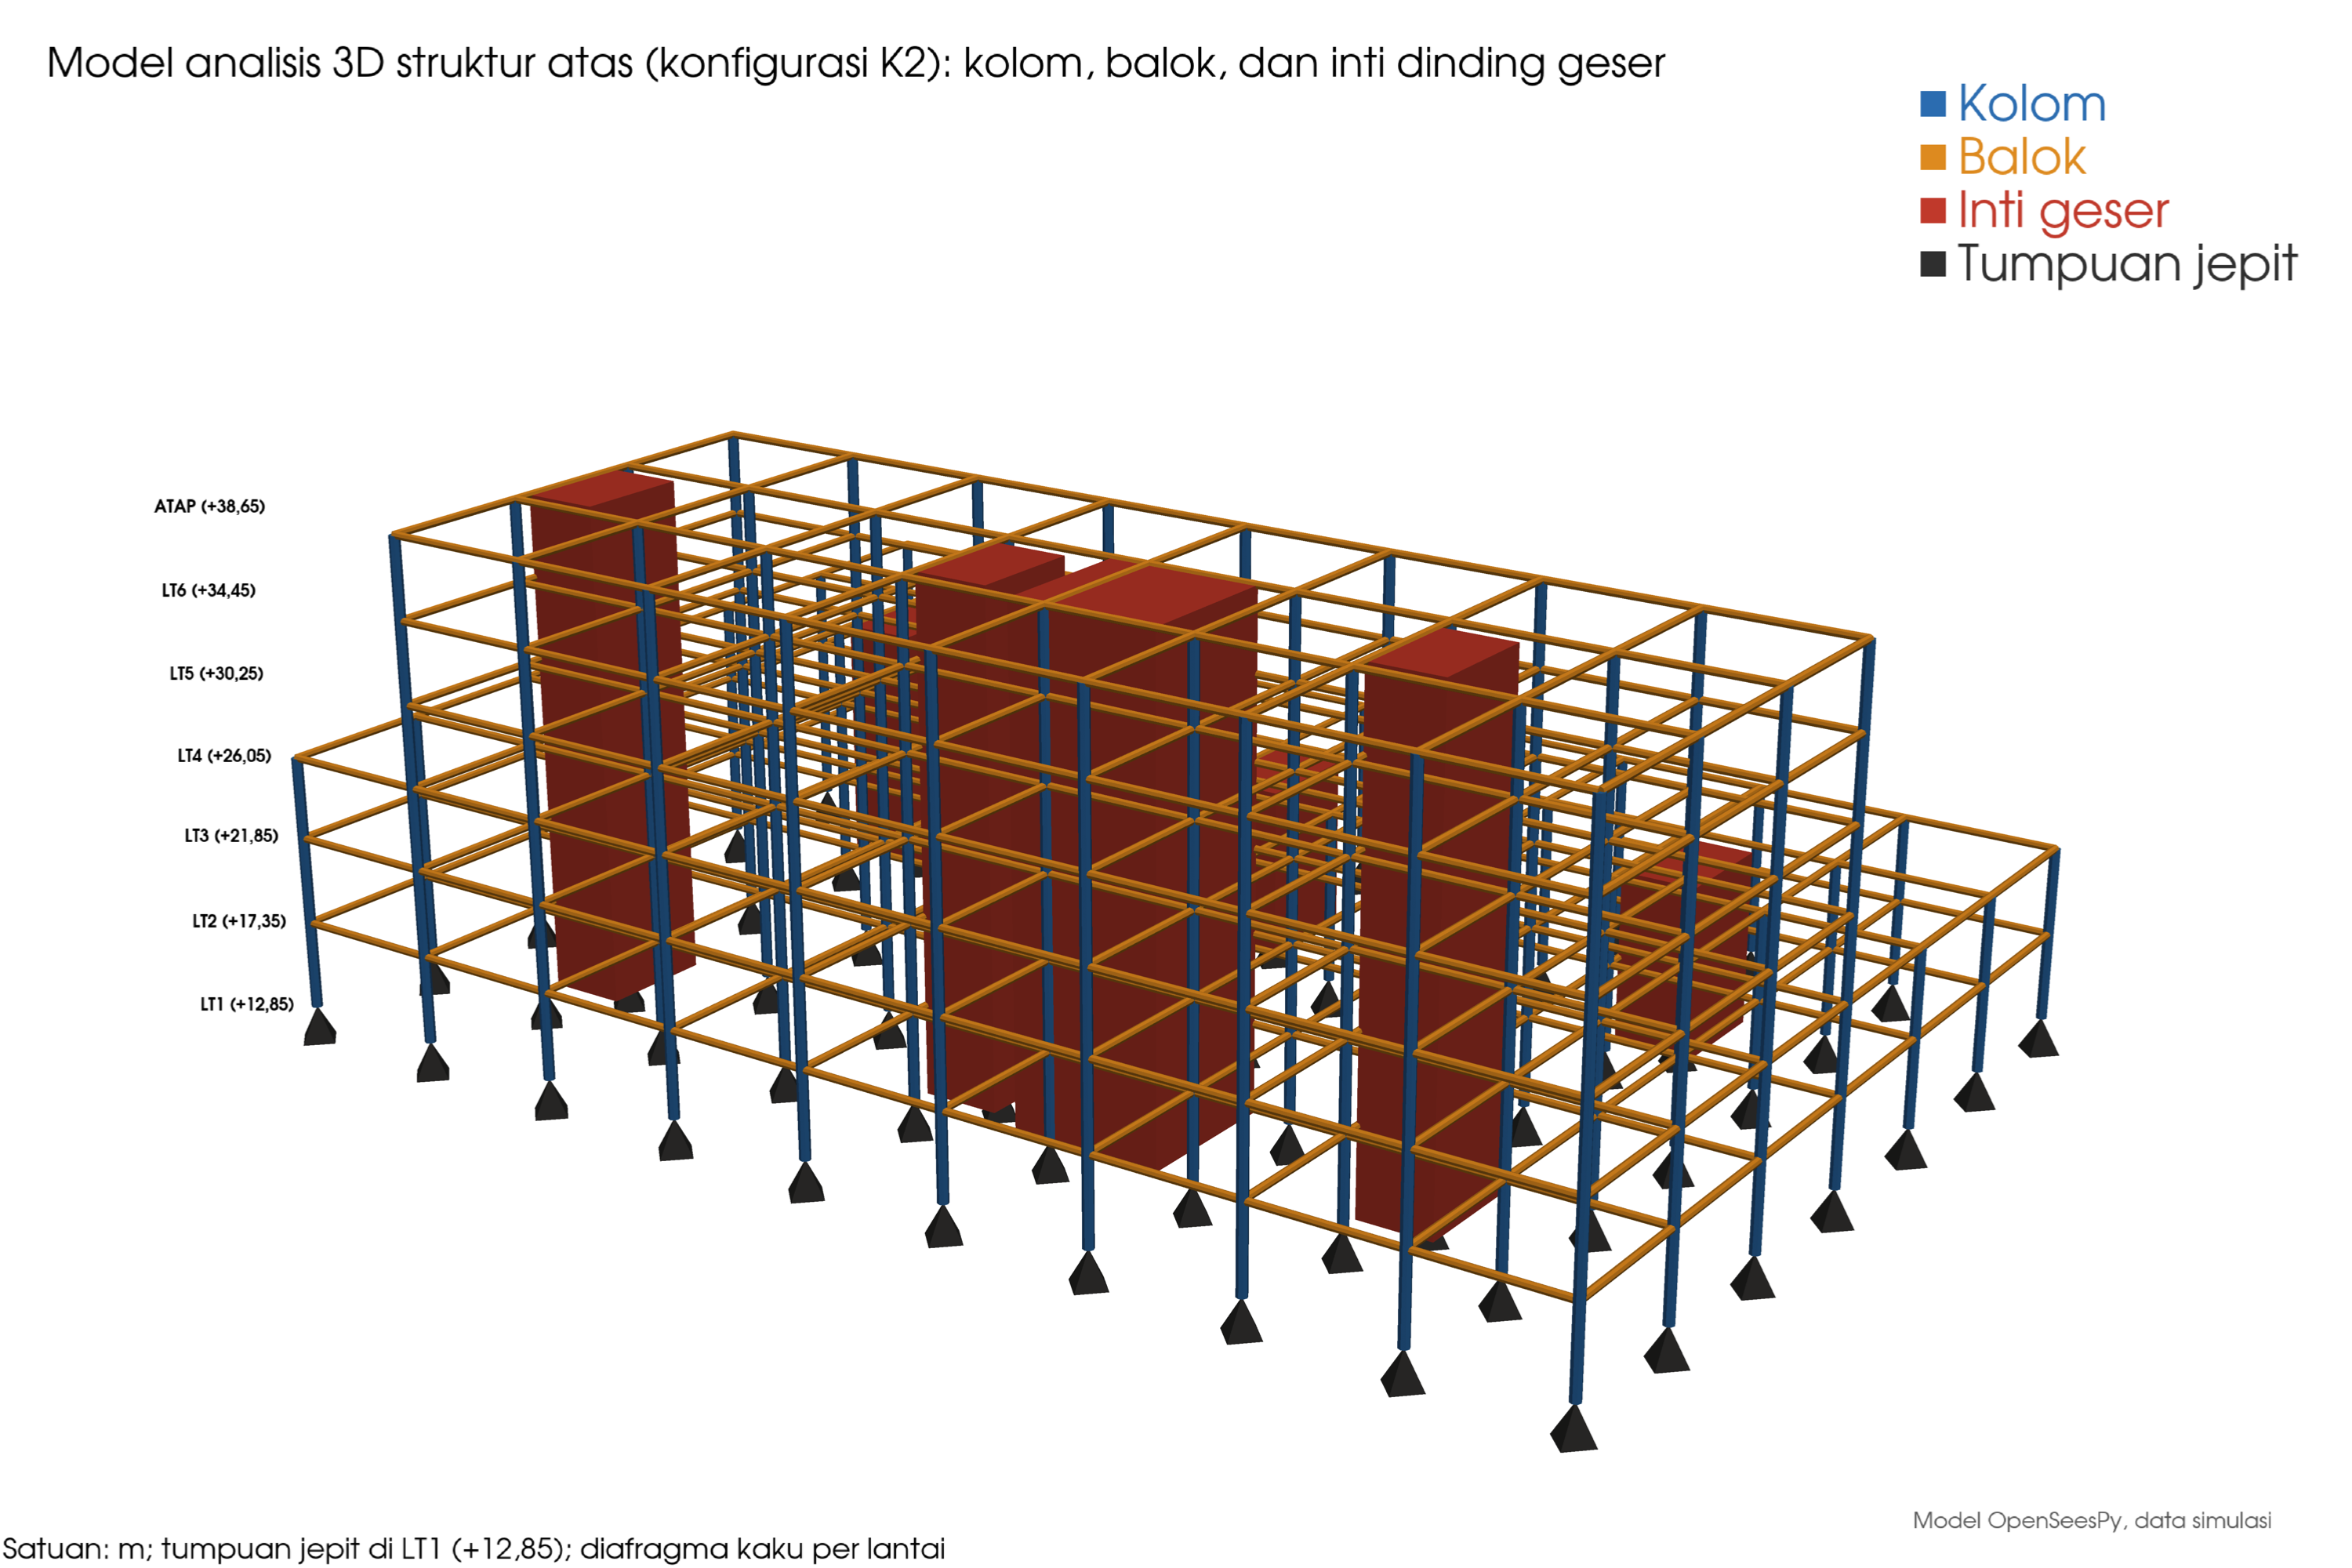 Model analisis 3D struktur atas (konfigurasi K2): kolom, balok, dan inti dinding geser
Kolom
Balok
Inti geser
Tumpuan jepit
ATAP (+38,65)
LT6 (+34,45)
LT5 (+30,25)
LT4 (+26,05)
LT3 (+21,85)
LT2 (+17,35)
LT1 (+12,85)
Model OpenSeesPy, data simulasi
Satuan: m; tumpuan jepit di LT1 (+12,85); diafragma kaku per lantai